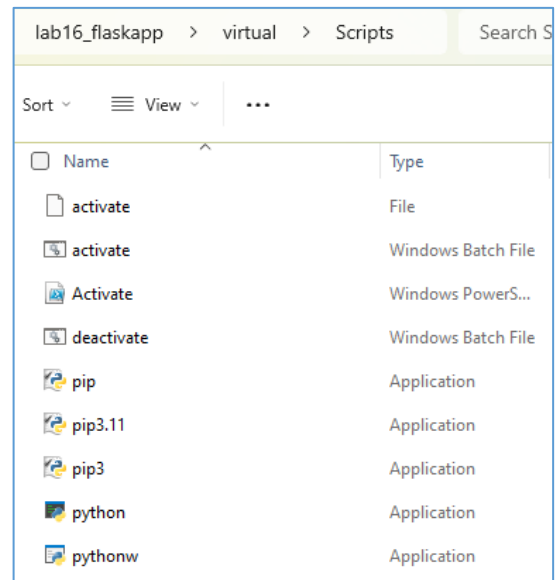 lab16_flaskapp > virtual > Scripts Search S
Sort View ...
Name Type
activate File
activate Windows Batch File
Activate Windows PowerS...
deactivate Windows Batch File
pip Application
pip3.11 Application
pip3 Application
python Application
pythonw Application